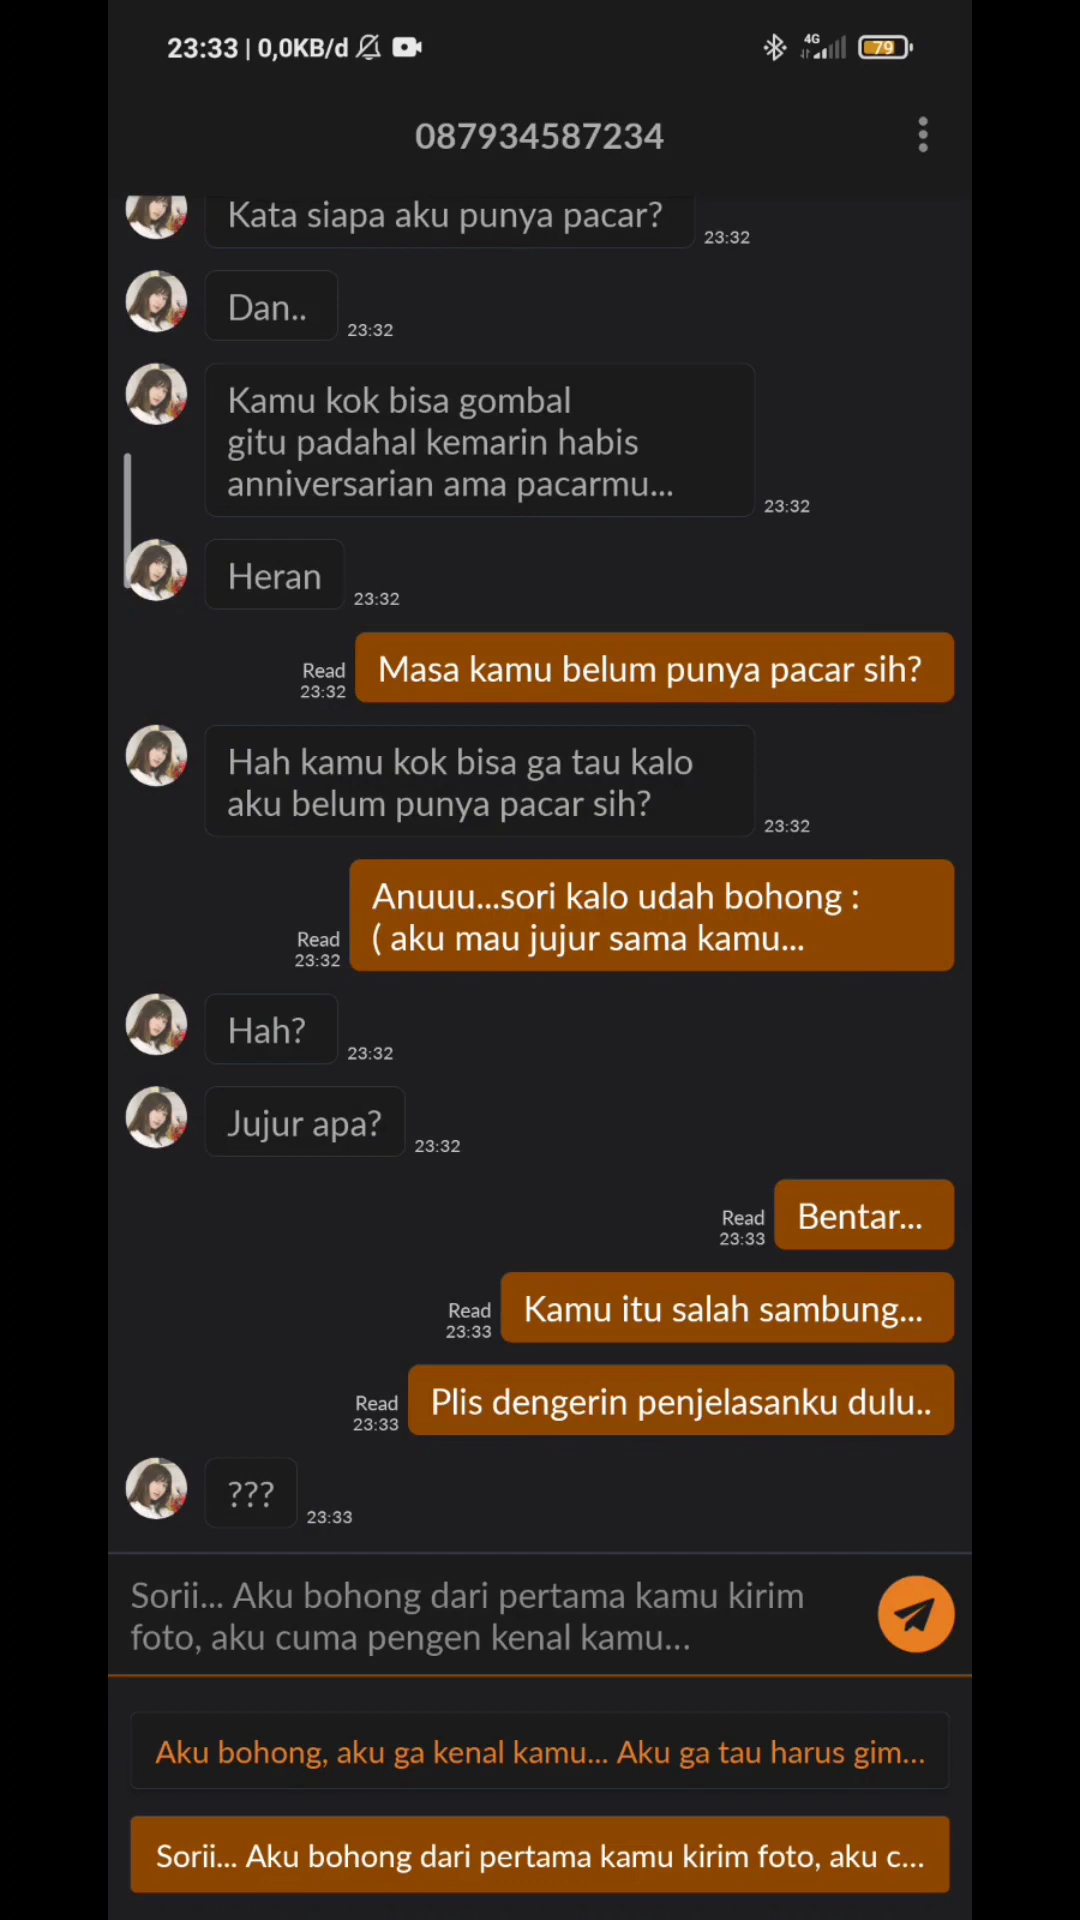 23:33 | 0,0KB/d
4G
79
087934587234
Kata siapa aku punya pacar?
23:32
Dan..
23:32
Kamu kok bisa gombal
gitu padahal kemarin habis
anniversarian ama pacarmu...
23:32
Heran
23:32
Masa kamu belum punya pacar sih?
Read
23:32
Hah kamu kok bisa ga tau kalo
aku belum punya pacar sih?
23:32
Anuuu...sori kalo udah bohong :
( aku mau jujur sama kamu...
Read
23:32
Hah?
23:32
Jujur apa?
23:32
Bentar...
Read
23:33
Kamu itu salah sambung...
Read
23:33
Plis dengerin penjelasanku dulu..
Read
23:33
???
23:33
Sorii... Aku bohong dari pertama kamu kirim
foto, aku cuma pengen kenal kamu...
Aku bohong, aku ga kenal kamu... Aku ga tau harus gim...
Sorii... Aku bohong dari pertama kamu kirim foto, aku c...